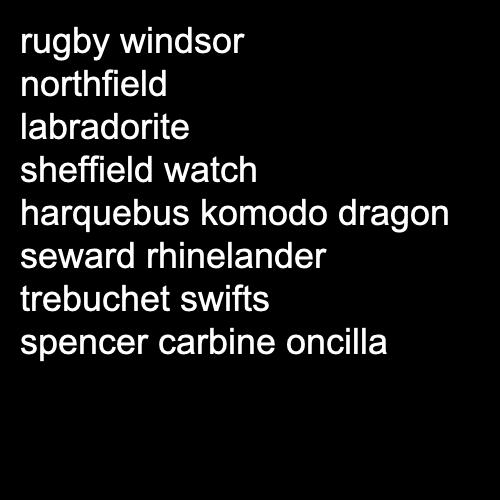 rugby windsor
northfield
labradorite
sheffield watch
harquebus komodo dragon
seward rhinelander
trebuchet swifts
spencer carbine oncilla